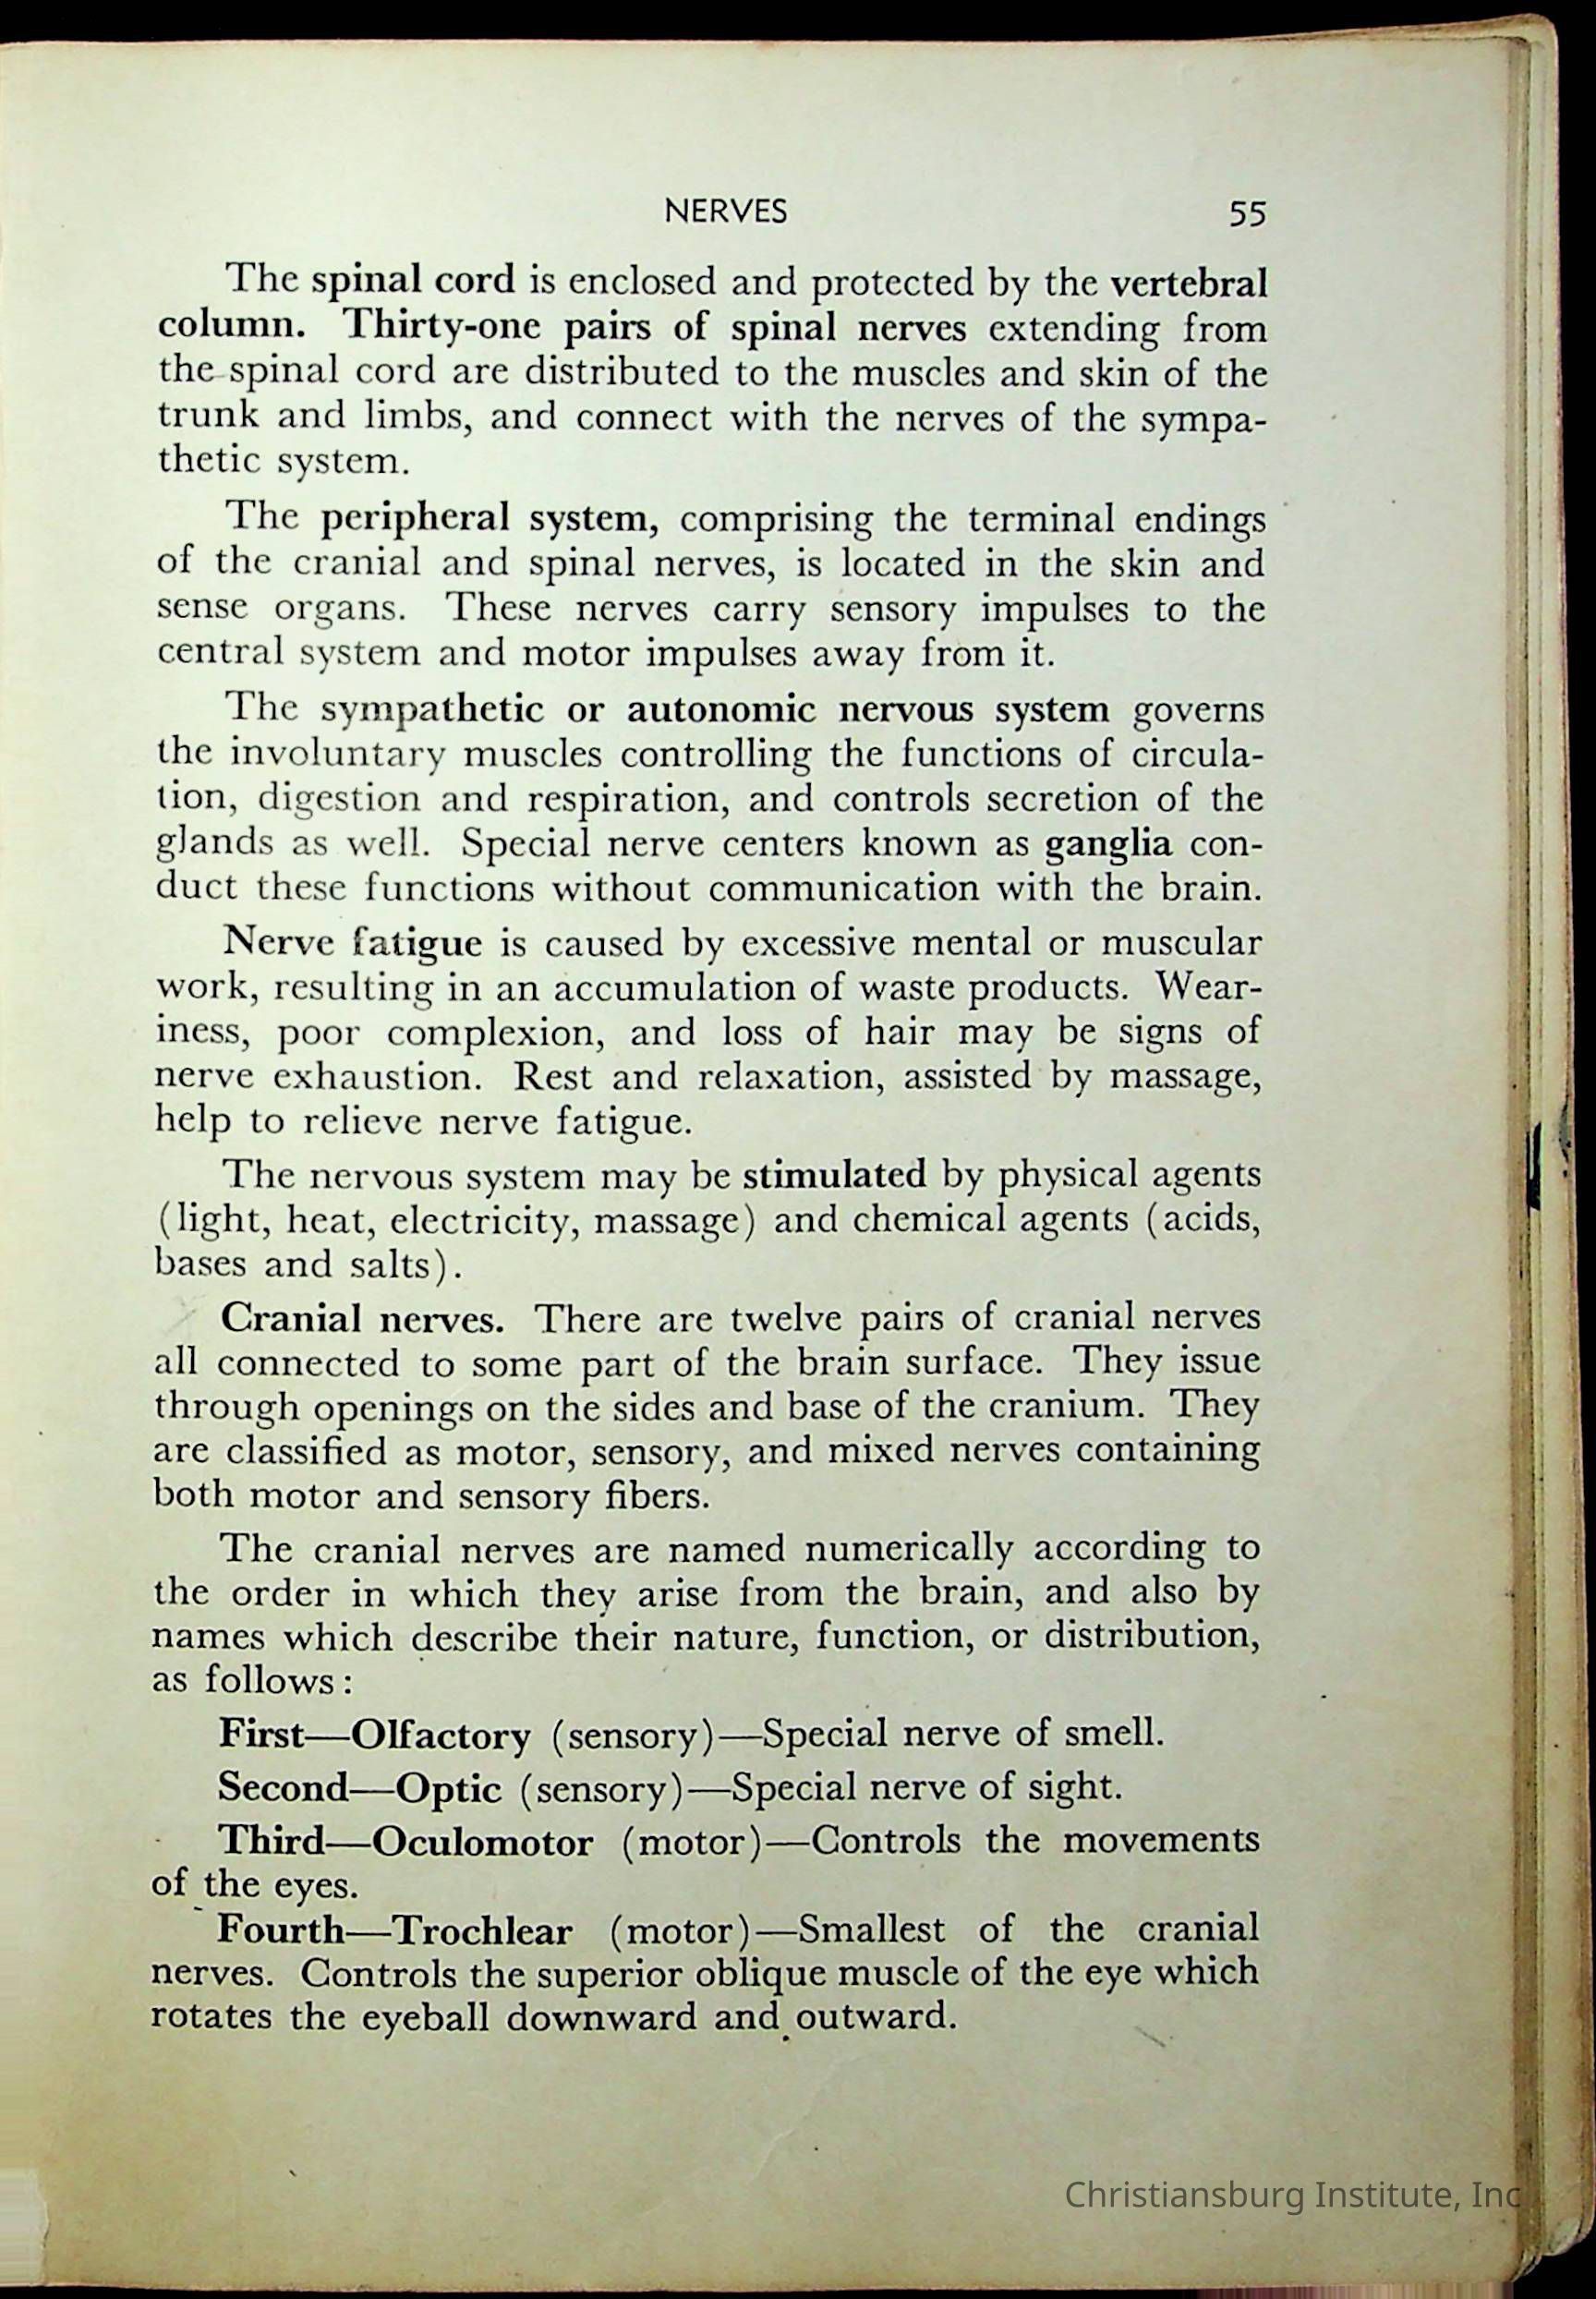 NERVES 55
The spinal cord is enclosed and protected by the vertebral
column. Thirty-one pairs of spinal nerves extending from
the spinal cord are distributed to the muscles and skin of the
trunk and limbs, and connect with the nerves of the sympa-
thetic system.
The peripheral system, comprising the terminal endings
of the cranial and spinal nerves, is located in the skin and
sense organs. These nerves carry sensory impulses to the
central system and motor impulses away from it.
The sympathetic or autonomic nervous system governs
the involuntary muscles controlling the functions of circula-
tion, digestion and respiration, and controls secretion of the
glands as well. Special nerve centers known as ganglia con-
duct these functions without communication with the brain.
Nerve fatigue is caused by excessive mental or muscular
work, resulting in an accumulation of waste products. Wear-
iness, poor complexion, and loss of hair may be signs of
nerve exhaustion. Rest and relaxation, assisted by massage,
help to relieve nerve fatigue.
The nervous system may be stimulated by physical agents
(light, heat, electricity, massage) and chemical agents (acids,
bases and salts).
Cranial nerves. There are twelve pairs of cranial nerves
all connected to some part of the brain surface. They issue
through openings on the sides and base of the cranium. They
are classified as motor, sensory, and mixed nerves containing
both motor and sensory fibers.
The cranial nerves are named numerically according to
the order in which they arise from the brain, and also by
names which describe their nature, function, or distribution,
as follows:
First—Olfactory (sensory)—Special nerve of smell.
Second—Optic (sensory)—Special nerve of sight.
Third—Oculomotor (motor)—Controls the movements
of the eyes.
Fourth—Trochlear (motor)—Smallest of the cranial
nerves. Controls the superior oblique muscle of the eye which
rotates the eyeball downward and outward.
Christiansburg Institute, Inc